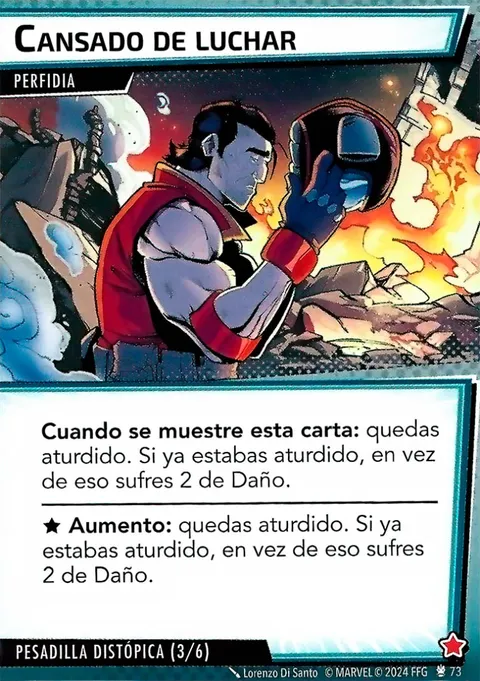 CANSADO DE LUCHAR
PERFIDIA
Cuando se muestre esta carta: quedas
aturdido. Si ya estabas aturdido, en vez
de eso sufres 2 de Daño.
★ Aumento: quedas aturdido. Si ya
estabas aturdido, en vez de eso sufres
2 de Daño.
PESADILLA DISTÓPICA (3/6)
Lorenzo Di Santo © MARVEL © 2024 FFG 73